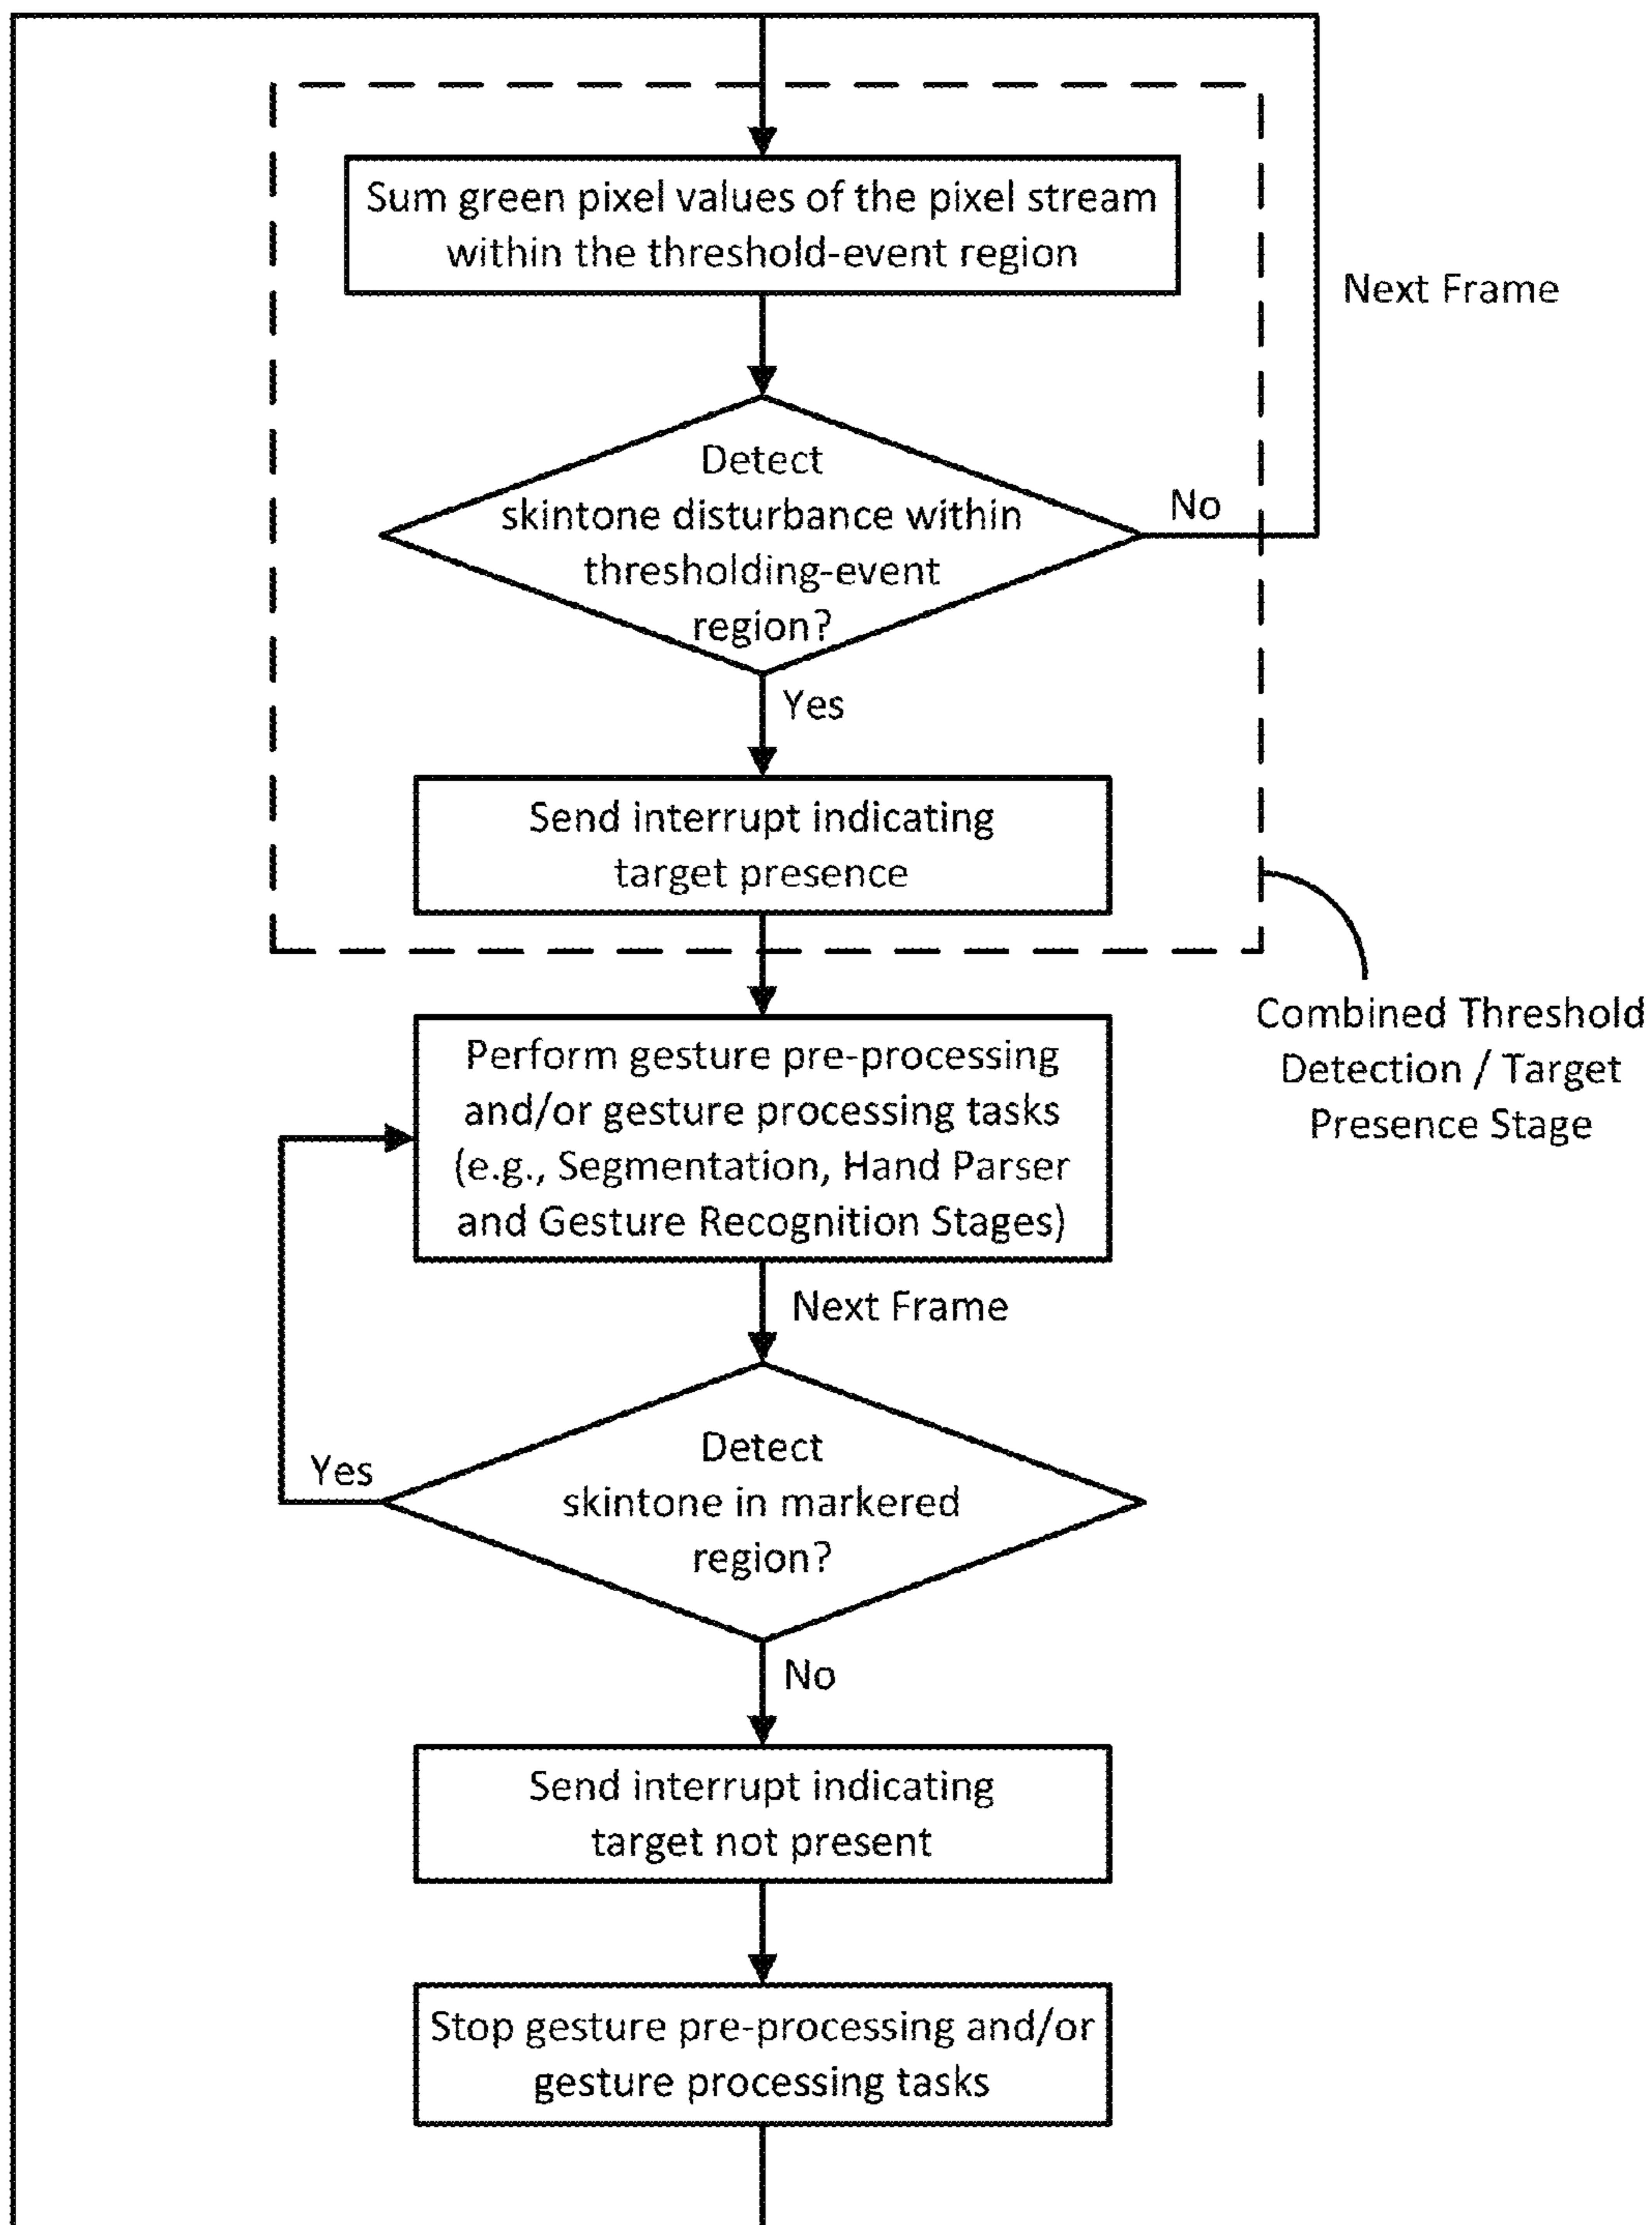 Sum green pixel values of the pixel stream
within the threshold-event region
Next Frame
Detect
skintone disturbance within
thresholding-event
region?
No
Yes
Send interrupt indicating
target presence
Combined Threshold
Detection / Target
Presence Stage
Perform gesture pre-processing
and/or gesture processing tasks
(e.g., Segmentation, Hand Parser
and Gesture Recognition Stages)
Next Frame
Detect
skintone in markered
region?
Yes
No
Send interrupt indicating
target not present
Stop gesture pre-processing and/or
gesture processing tasks